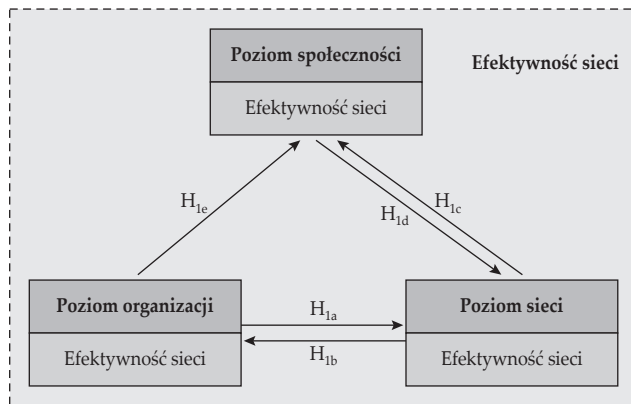 Poziom społeczności
Efektywność sieci
Efektywność sieci
H1e
H1c
H1d
Poziom organizacji
Efektywność sieci
H1a
H1b
Poziom sieci
Efektywność sieci